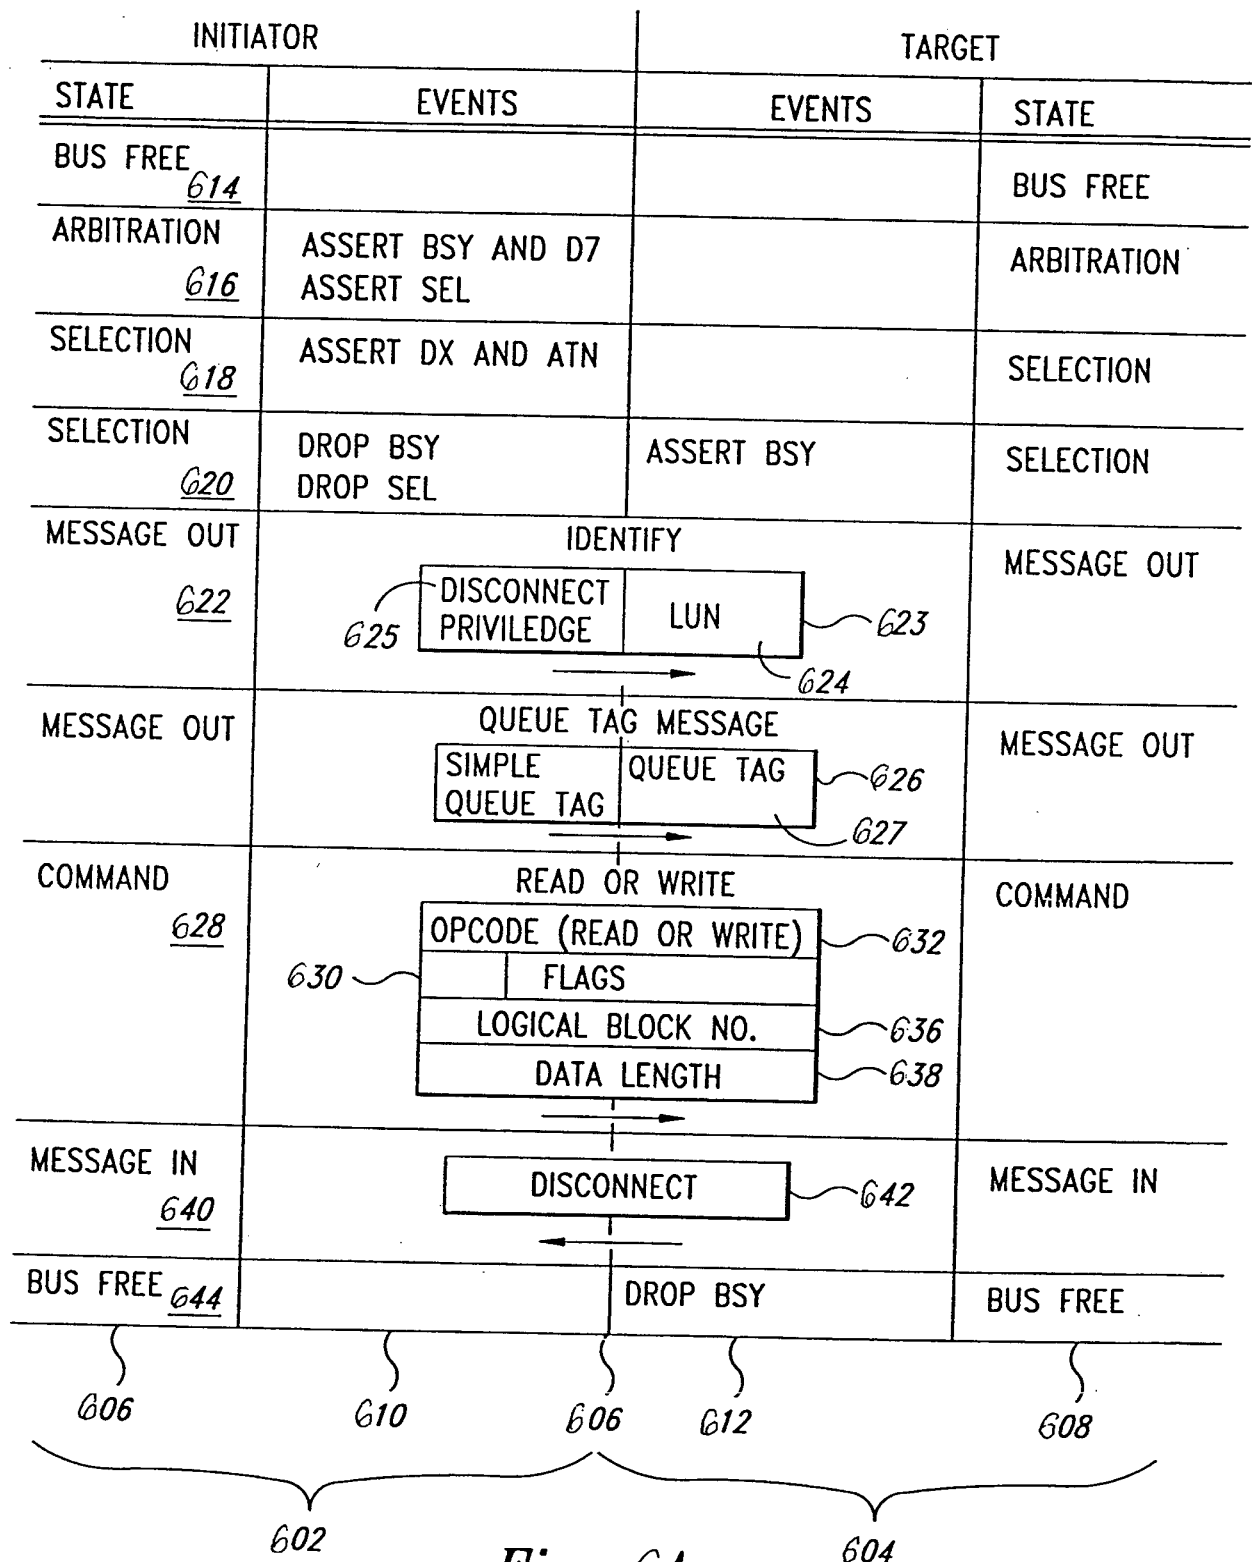 INITIATOR TARGET
STATE EVENTS EVENTS STATE
BUS FREE 614 BUS FREE
ARBITRATION ASSERT BSY AND D7 ARBITRATION
616 ASSERT SEL
SELECTION ASSERT DX AND ATN SELECTION
618
SELECTION DROP BSY ASSERT BSY SELECTION
620 DROP SEL
MESSAGE OUT IDENTIFY MESSAGE OUT
622 DISCONNECT LUN 623
625 PRIVILEDGE
624
MESSAGE OUT QUEUE TAG MESSAGE MESSAGE OUT
SIMPLE QUEUE TAG 626
QUEUE TAG 627
COMMAND READ OR WRITE COMMAND
628 OPCODE (READ OR WRITE) 632
630 FLAGS
LOGICAL BLOCK NO. 636
DATA LENGTH 638
MESSAGE IN DISCONNECT 642 MESSAGE IN
640
BUS FREE 644 DROP BSY BUS FREE
606 610 606 612 608
602 604